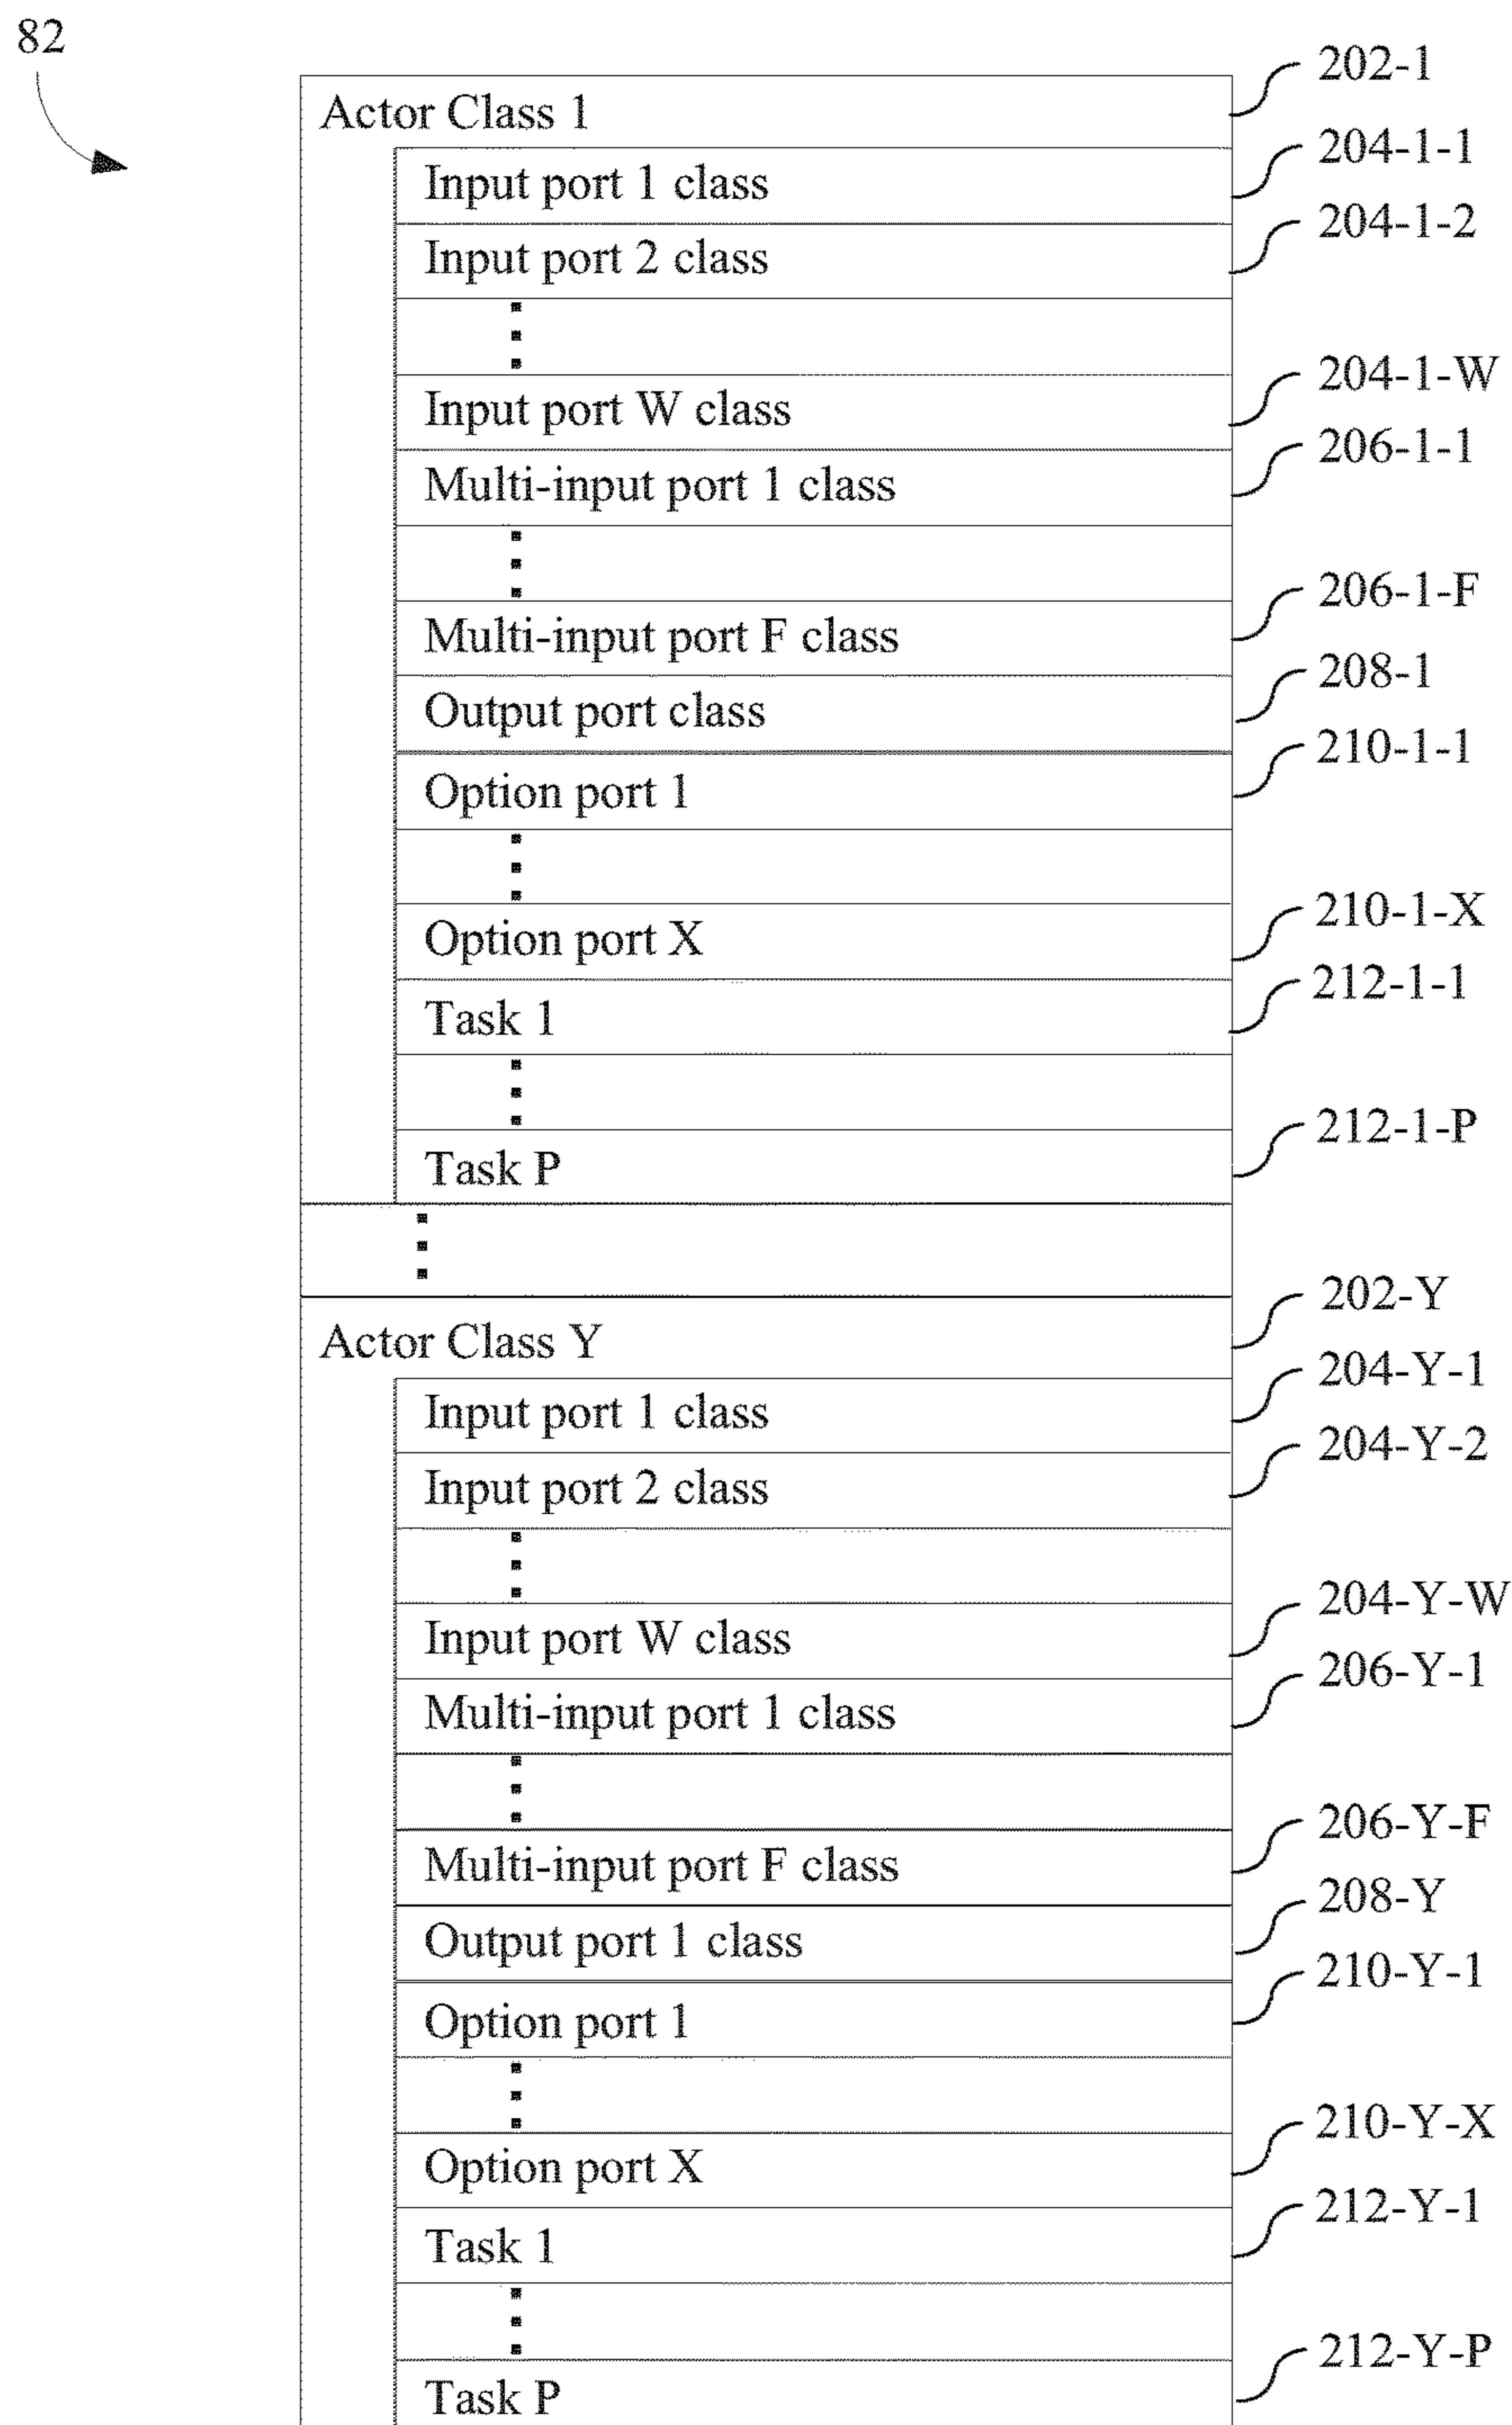 82
Actor Class 1 202-1
Input port 1 class 204-1-1
Input port 2 class 204-1-2
Input port W class 204-1-W
Multi-input port 1 class 206-1-1
Multi-input port F class 206-1-F
Output port class 208-1
Option port 1 210-1-1
Option port X 210-1-X
Task 1 212-1-1
Task P 212-1-P
Actor Class Y 202-Y
Input port 1 class 204-Y-1
Input port 2 class 204-Y-2
Input port W class 204-Y-W
Multi-input port 1 class 206-Y-1
Multi-input port F class 206-Y-F
Output port 1 class 208-Y
Option port 1 210-Y-1
Option port X 210-Y-X
Task 1 212-Y-1
Task P 212-Y-P